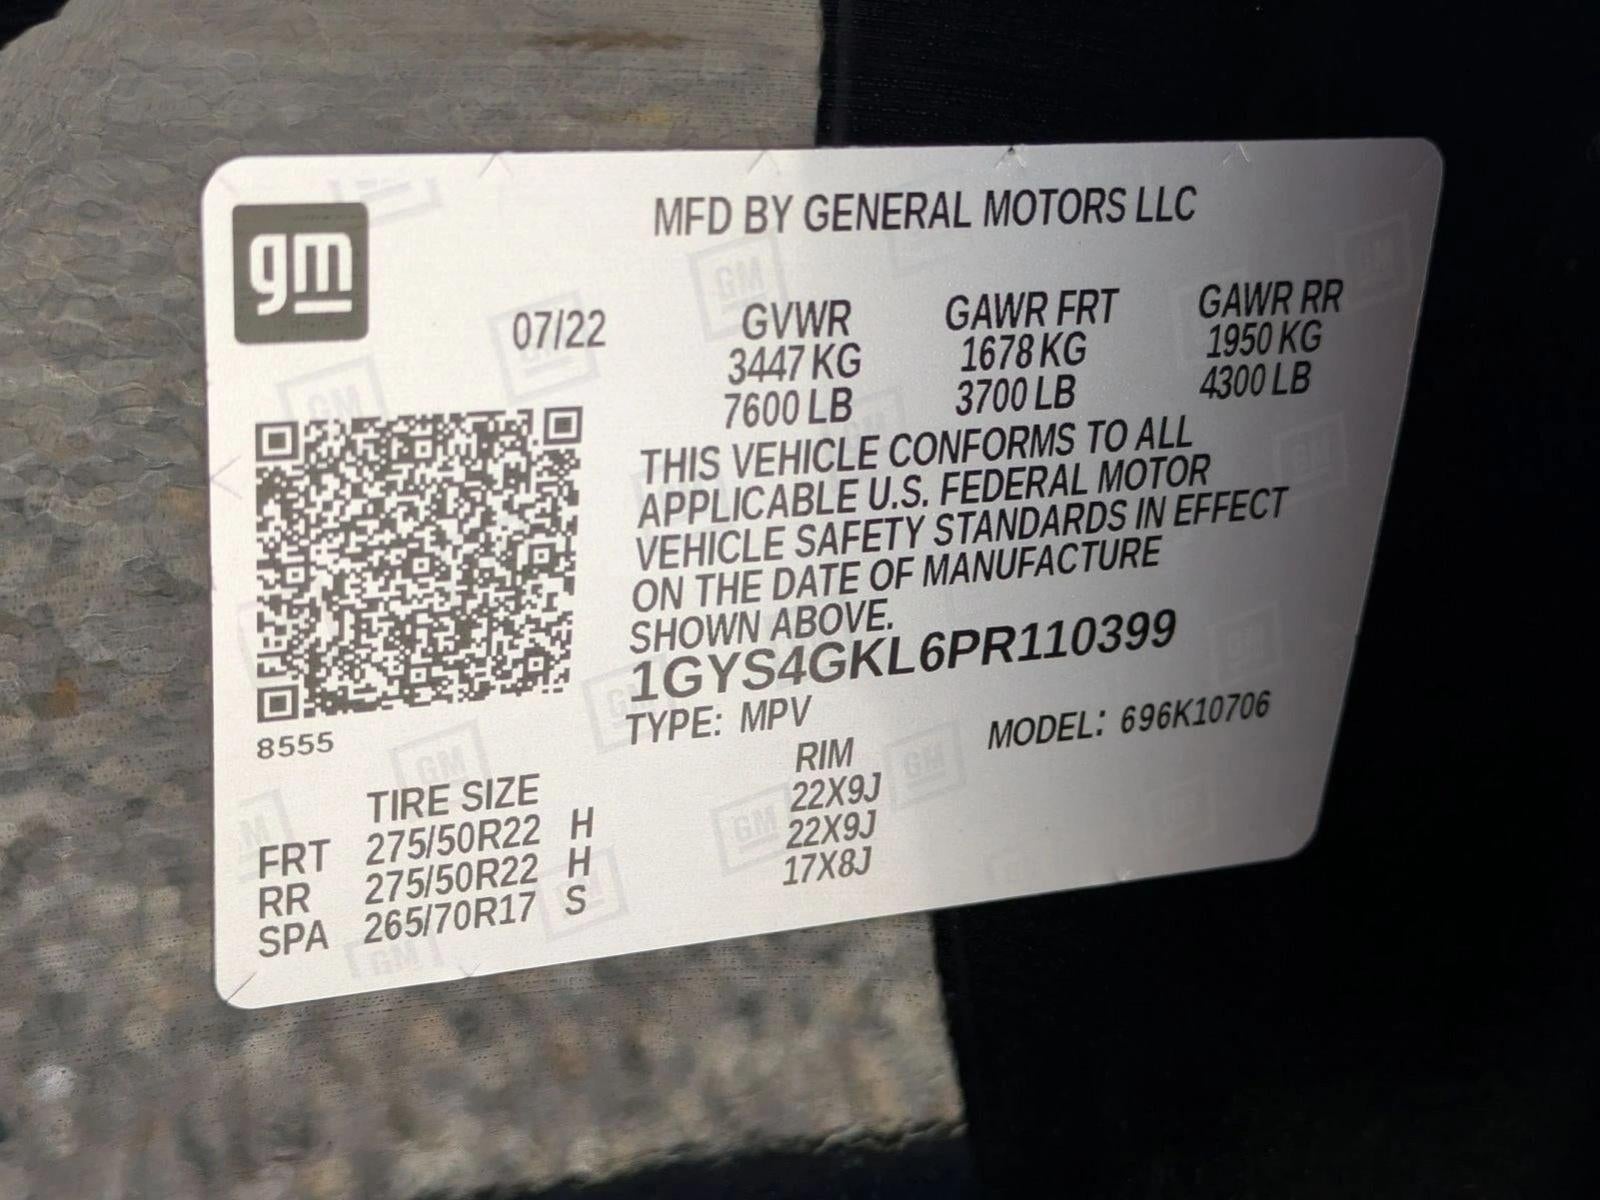 gm
MFD BY GENERAL MOTORS LLC
07/22
GVWR GAWR FRT GAWR RR
3447 KG 1678 KG 1950 KG
7600 LB 3700 LB 4300 LB
THIS VEHICLE CONFORMS TO ALL
APPLICABLE U.S. FEDERAL MOTOR
VEHICLE SAFETY STANDARDS IN EFFECT
ON THE DATE OF MANUFACTURE
SHOWN ABOVE.
1GYS4GKL6PR110399
TYPE: MPV MODEL: 696K10706
8555
TIRE SIZE RIM
FRT 275/50R22 H 22X9J
RR 275/50R22 H 22X9J
SPA 265/70R17 S 17X8J